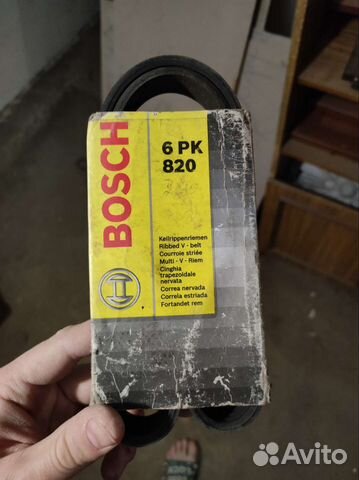 BOSCH
6 PK
820
Keilrippenriemen
Ribbed V - belt
Courroie striée
Multi - V - Riem
Cinghia
trapezoidale
nervata
Correa nervada
Correia estriada
Fortandet rem
Avito